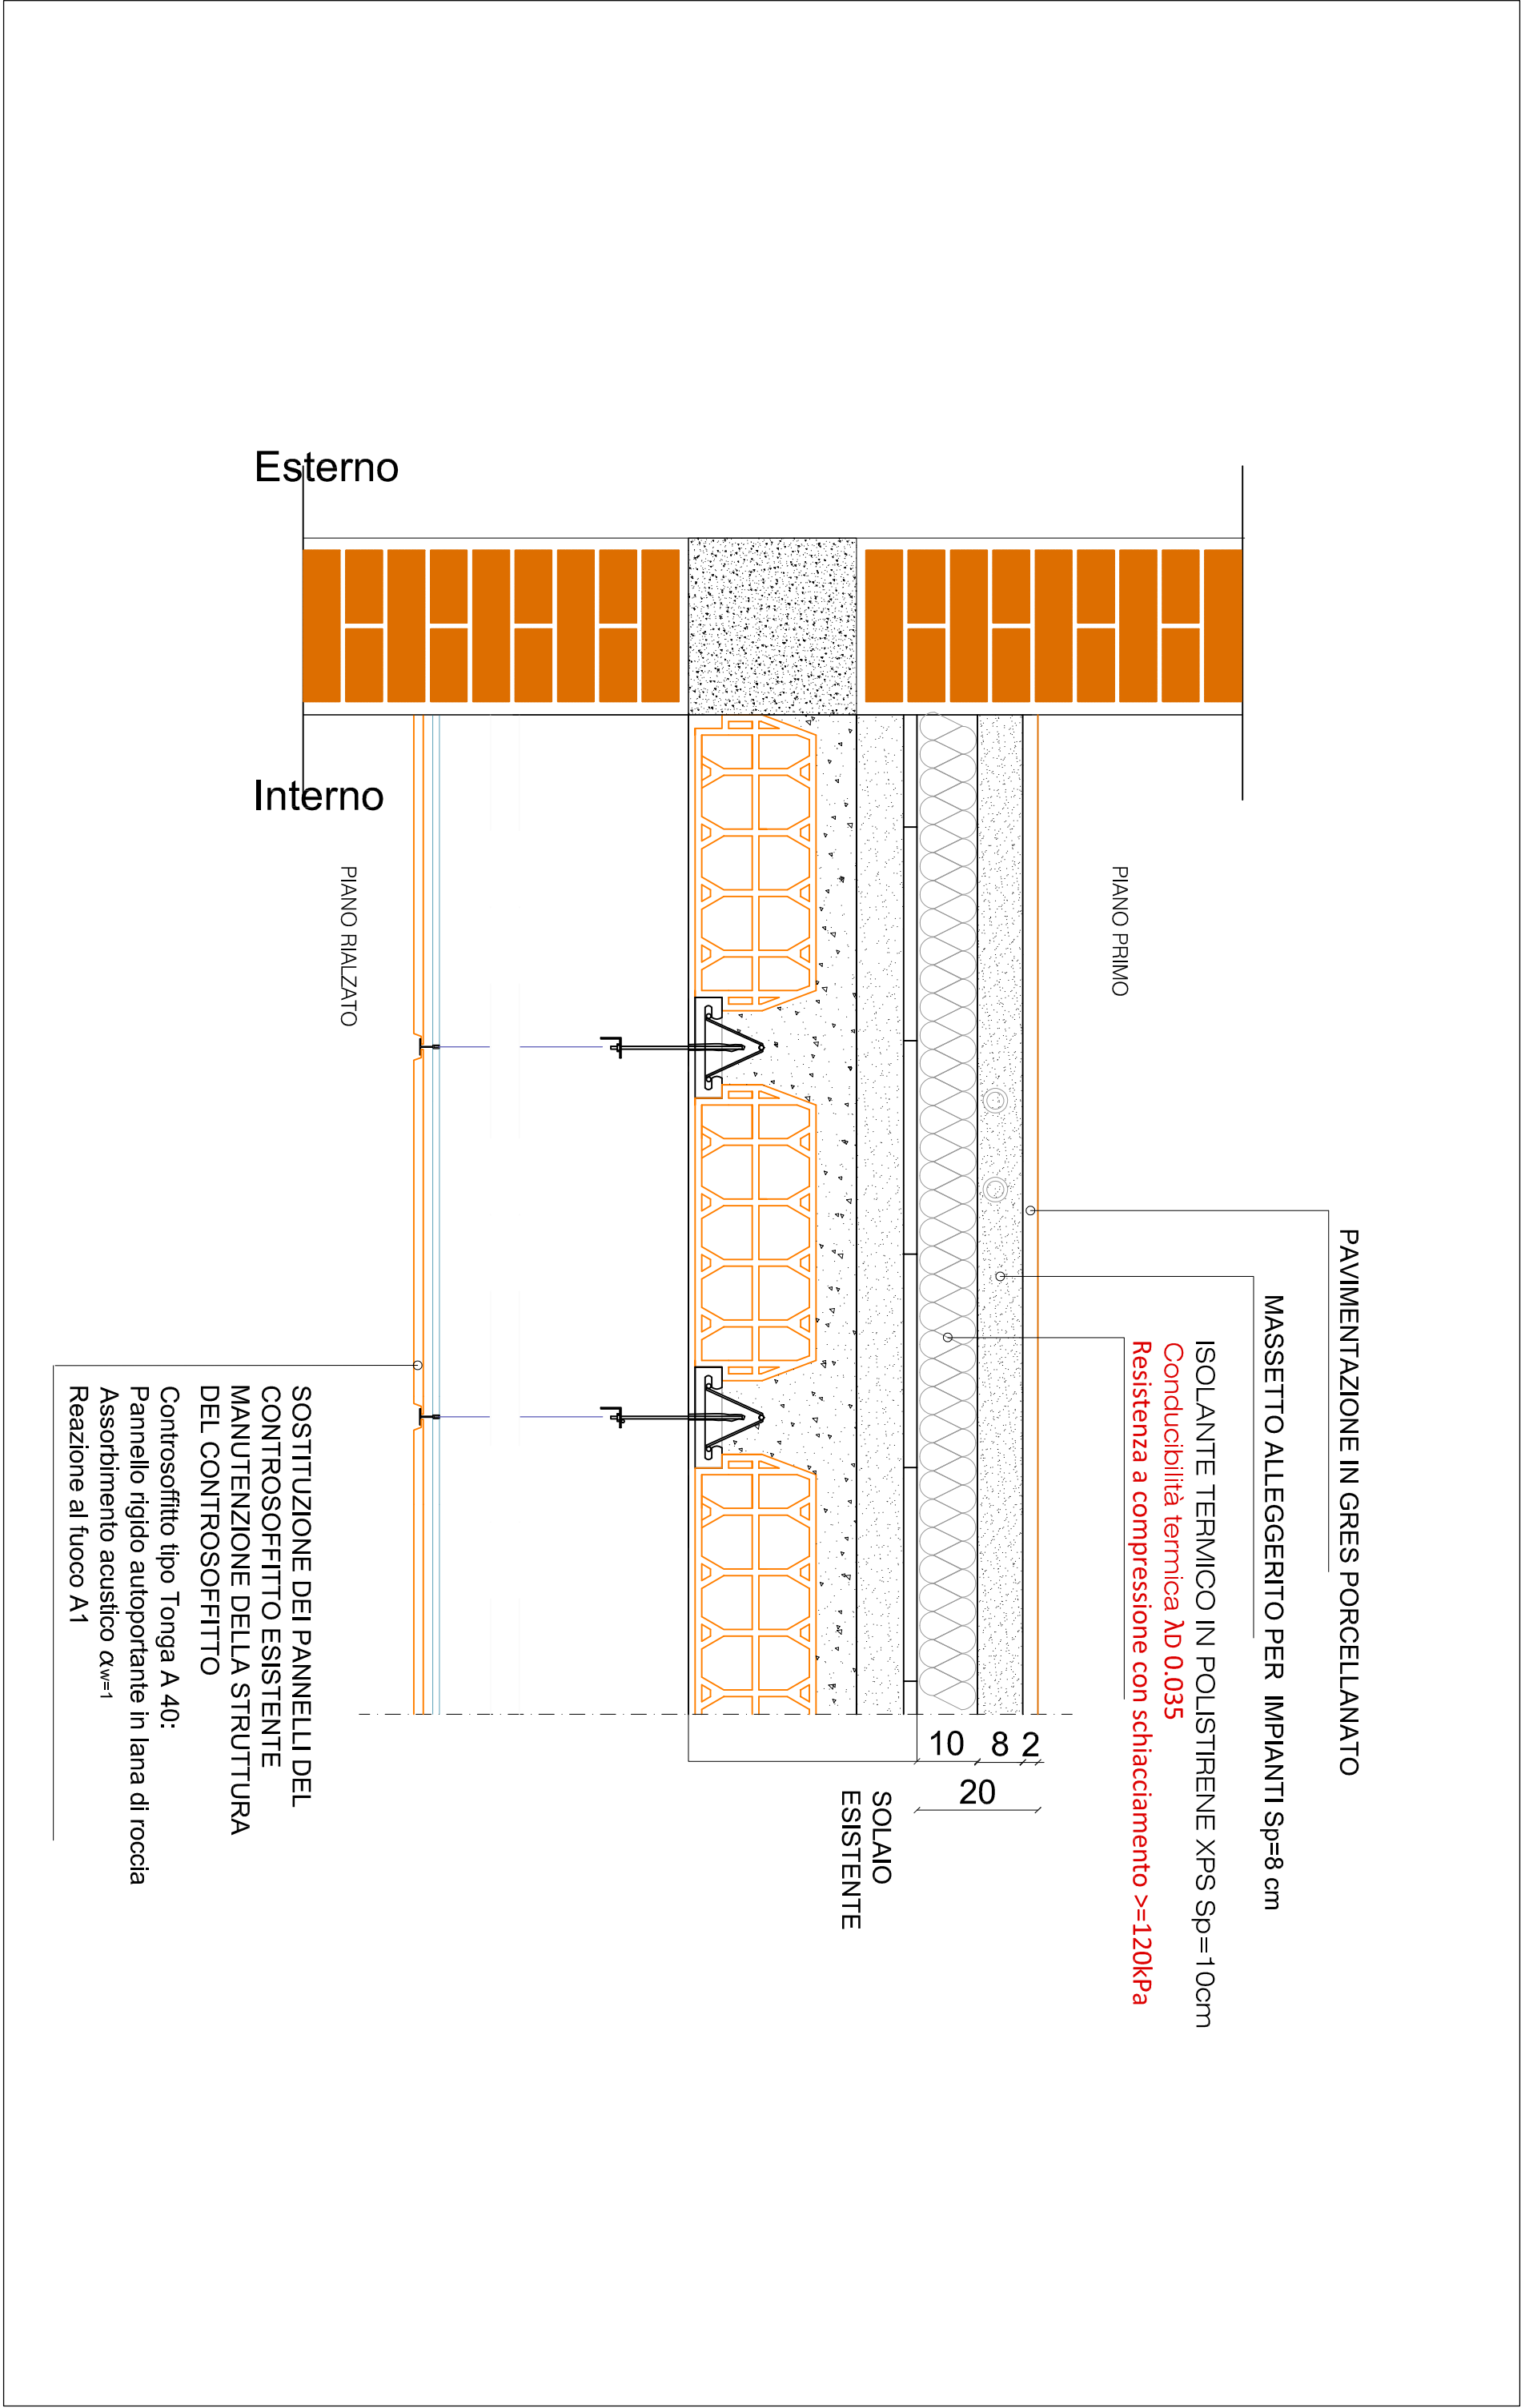 PAVIMENTAZIONE IN GRES PORCELLANATO
MASSETTO ALLEGGERITO PER IMPIANTI Sp=8 cm
ISOLANTE TERMICO IN POLISTIRENE XPS Sp=10cm
Conducibilità termica λD 0.035
Resistenza a compressione con schiacciamento >=120kPa
PIANO PRIMO
2
8
10
20
SOLAIO
ESISTENTE
Esterno
Interno
PIANO RIALZATO
SOSTITUZIONE DEI PANNELLI DEL
CONTROSOFFITTO ESISTENTE
MANUTENZIONE DELLA STRUTTURA
DEL CONTROSOFFITTO
Controsoffitto tipo Tonga A 40:
Pannello rigido autoportante in lana di roccia
Assorbimento acustico αw=1
Reazione al fuoco A1